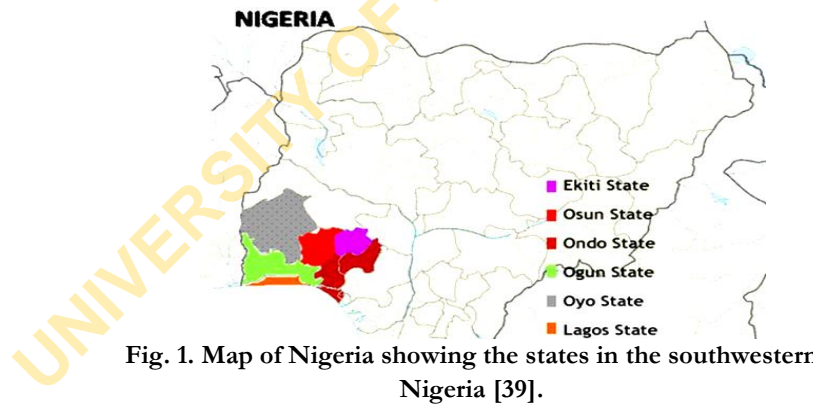 NIGERIA
UNIVERSITY OF
Ekiti State
Osun State
Ondo State
Ogun State
Oyo State
Lagos State
Fig. 1. Map of Nigeria showing the states in the southwestern
Nigeria [39].